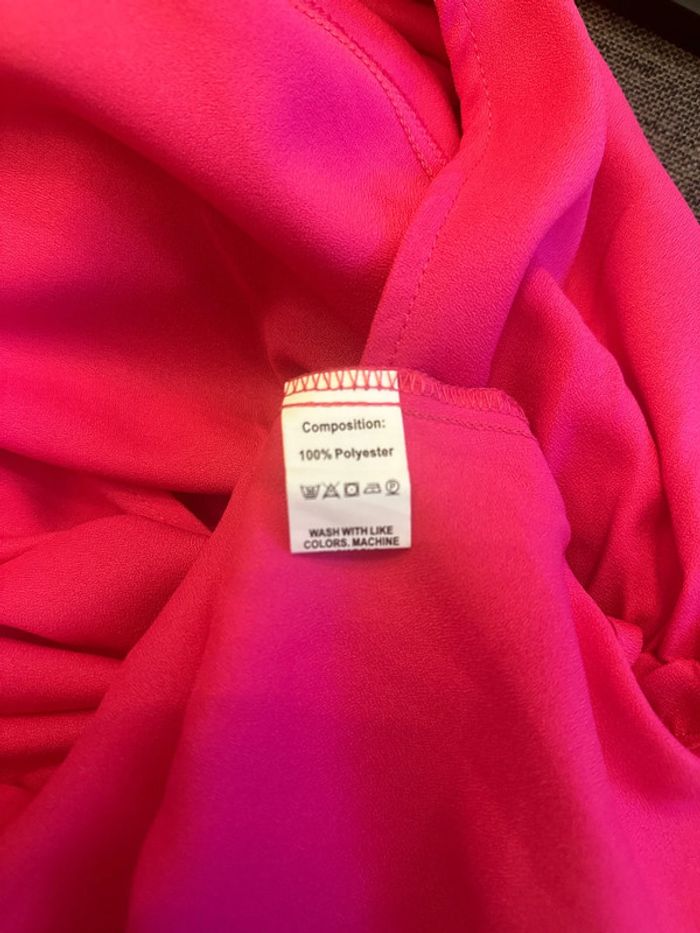 Composition:
100% Polyester
WASH WITH LIKE
COLORS. MACHINE